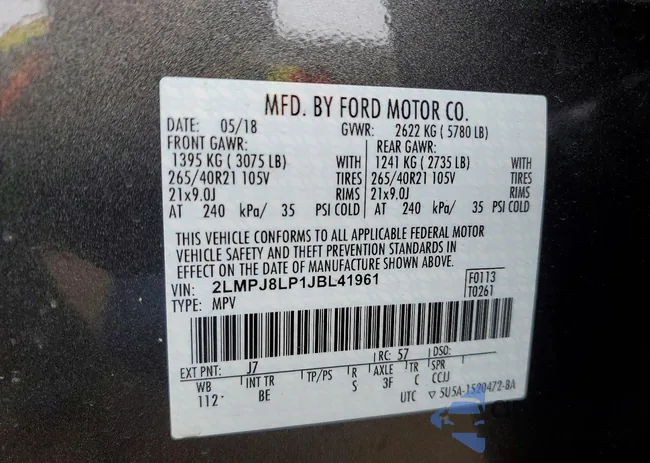 MFD. BY FORD MOTOR CO.
DATE: 05/18 GVWR: 2622 KG ( 5780 LB)
FRONT GAWR: REAR GAWR:
1395 KG ( 3075 LB) WITH 1241 KG ( 2735 LB) WITH
265/40R21 105V TIRES 265/40R21 105V TIRES
21x9.0J RIMS 21x9.0J RIMS
AT 240 kPa/ 35 PSI COLD AT 240 kPa/ 35 PSI COLD
THIS VEHICLE CONFORMS TO ALL APPLICABLE FEDERAL MOTOR
VEHICLE SAFETY AND THEFT PREVENTION STANDARDS IN
EFFECT ON THE DATE OF MANUFACTURE SHOWN ABOVE.
VIN: 2LMPJ8LP1JBL41961 F0113
TYPE: MPV T0261
EXT PNT: J7 RC: 57 DSO:
WB INT TR TP/PS R AXLE TR SPR
112 BE S 3F C CCJJ
UTC ▽ 5U5A-1520472-BA